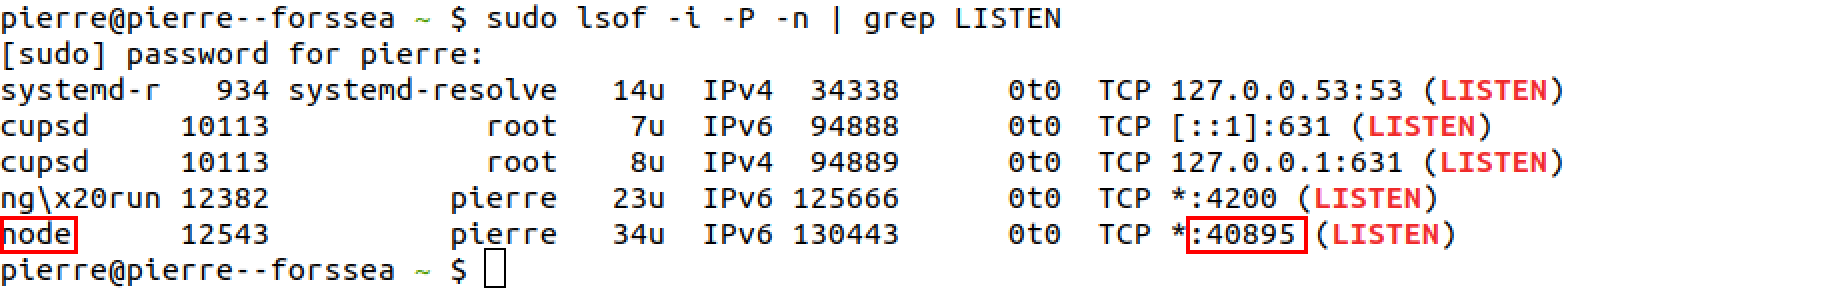 pierre@pierre--forssea ~ $ sudo lsof -i -P -n | grep LISTEN
[sudo] password for pierre:
systemd-r   934 systemd-resolve   14u  IPv4  34338      0t0  TCP 127.0.0.53:53 (LISTEN)
cupsd     10113            root    7u  IPv6  94888      0t0  TCP [::1]:631 (LISTEN)
cupsd     10113            root    8u  IPv4  94889      0t0  TCP 127.0.0.1:631 (LISTEN)
ng\x20run 12382          pierre   23u  IPv6 125666      0t0  TCP *:4200 (LISTEN)
node      12543          pierre   34u  IPv6 130443      0t0  TCP *:40895 (LISTEN)
pierre@pierre--forssea ~ $